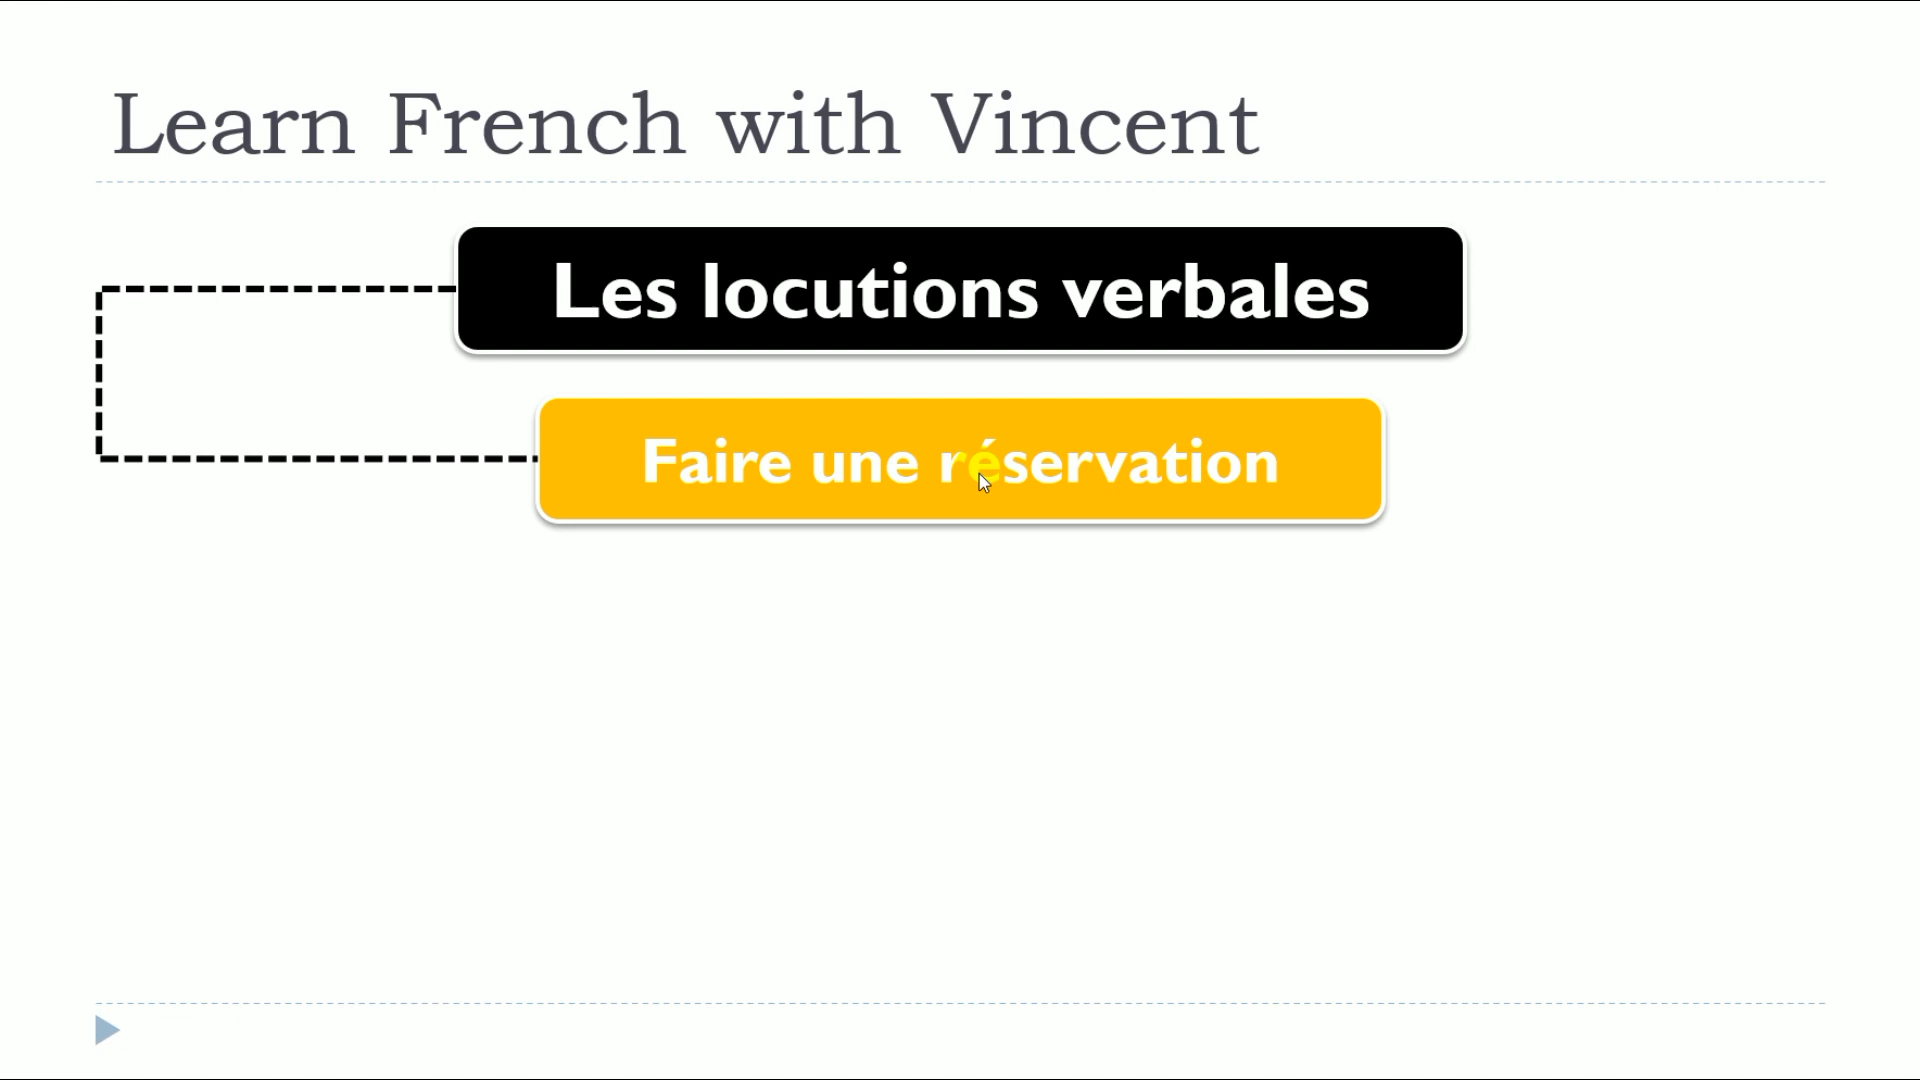 Learn French with Vincent
Les locutions verbales
Faire une réservation